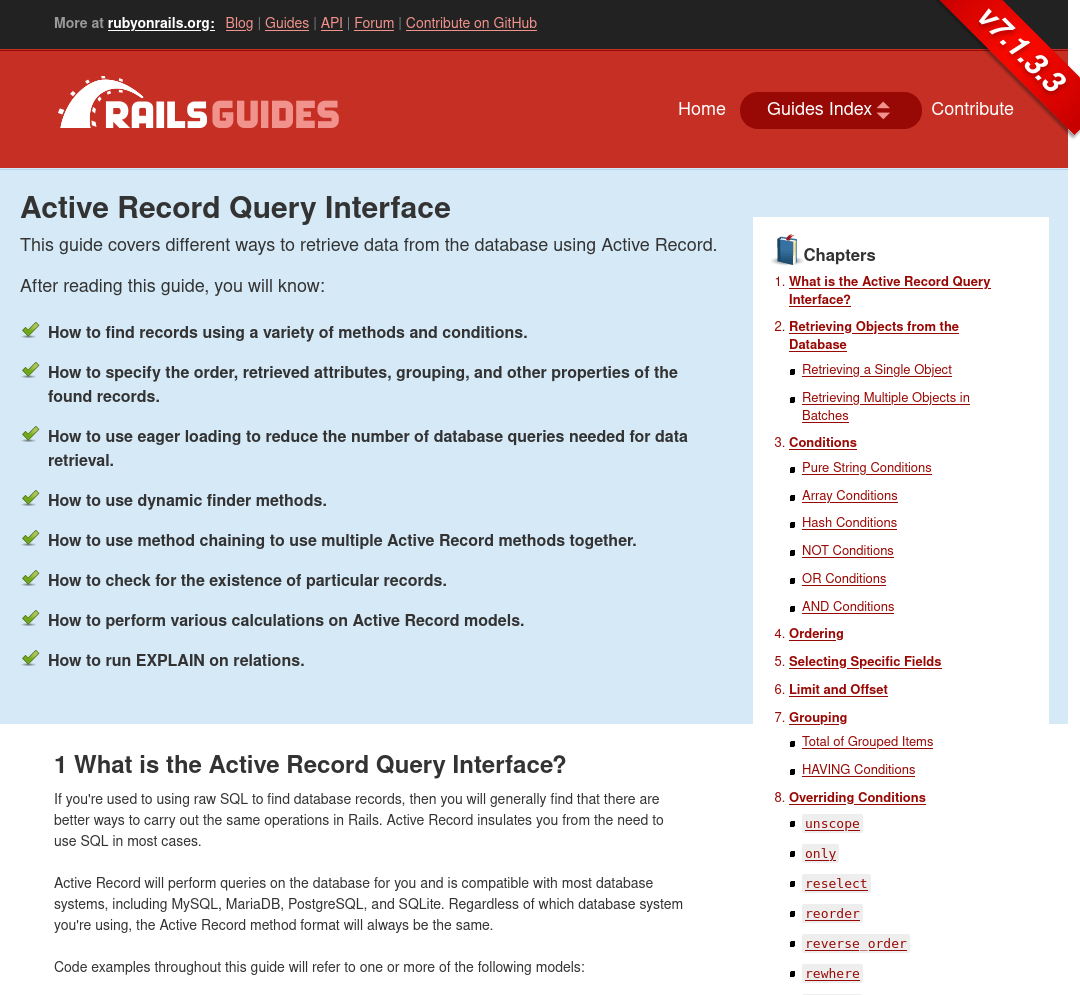 More at rubyonrails.org: Blog | Guides | API | Forum | Contribute on GitHub
v7.1.3.3
RAILS GUIDES
Home Guides Index Contribute
Active Record Query Interface
This guide covers different ways to retrieve data from the database using Active Record.
After reading this guide, you will know:
How to find records using a variety of methods and conditions.
How to specify the order, retrieved attributes, grouping, and other properties of the
found records.
How to use eager loading to reduce the number of database queries needed for data
retrieval.
How to use dynamic finder methods.
How to use method chaining to use multiple Active Record methods together.
How to check for the existence of particular records.
How to perform various calculations on Active Record models.
How to run EXPLAIN on relations.
Chapters
1. What is the Active Record Query
Interface?
2. Retrieving Objects from the
Database
Retrieving a Single Object
Retrieving Multiple Objects in
Batches
3. Conditions
Pure String Conditions
Array Conditions
Hash Conditions
NOT Conditions
OR Conditions
AND Conditions
4. Ordering
5. Selecting Specific Fields
6. Limit and Offset
7. Grouping
Total of Grouped Items
HAVING Conditions
8. Overriding Conditions
unscope
only
reselect
reorder
reverse_order
rewhere
1 What is the Active Record Query Interface?
If you're used to using raw SQL to find database records, then you will generally find that there are
better ways to carry out the same operations in Rails. Active Record insulates you from the need to
use SQL in most cases.
Active Record will perform queries on the database for you and is compatible with most database
systems, including MySQL, MariaDB, PostgreSQL, and SQLite. Regardless of which database system
you're using, the Active Record method format will always be the same.
Code examples throughout this guide will refer to one or more of the following models: